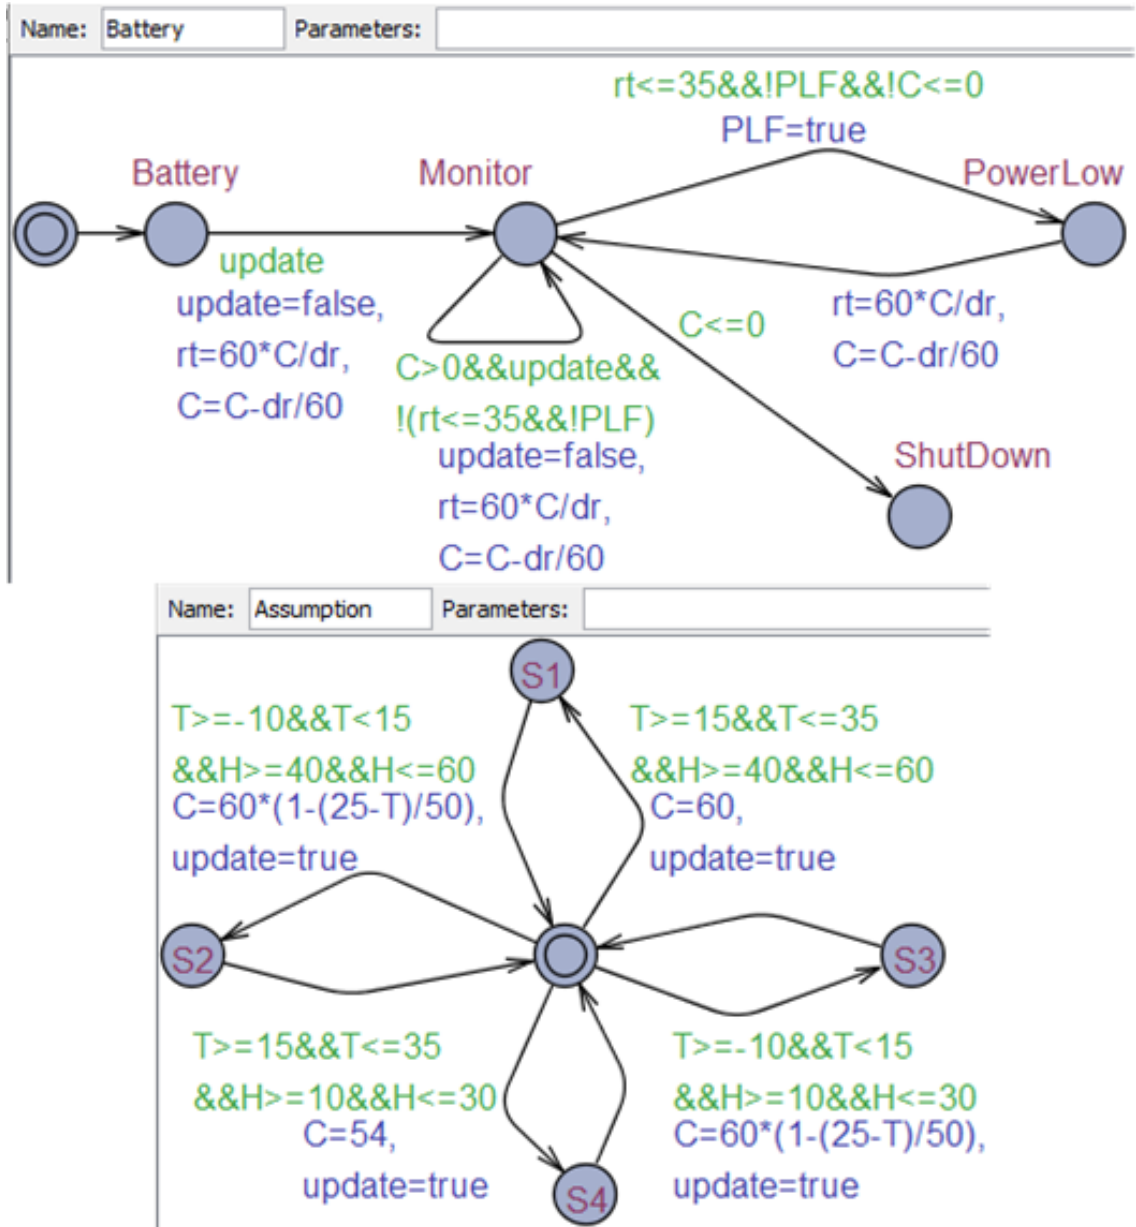 Name: Battery Parameters:
rt<=35&&!PLF&&!C<=0
PLF=true
Battery
Monitor
PowerLow
update
update=false,
rt=60*C/dr,
C=C-dr/60
C>0&&update&&
!(rt<=35&&!PLF)
update=false,
rt=60*C/dr,
C=C-dr/60
C<=0
rt=60*C/dr,
C=C-dr/60
ShutDown
Name: Assumption Parameters:
S1
T>=-10&&T<15
&&H>=40&&H<=60
C=60*(1-(25-T)/50),
update=true
T>=15&&T<=35
&&H>=40&&H<=60
C=60,
update=true
S2
S3
T>=15&&T<=35
&&H>=10&&H<=30
C=54,
update=true
T>=-10&&T<15
&&H>=10&&H<=30
C=60*(1-(25-T)/50),
update=true
S4